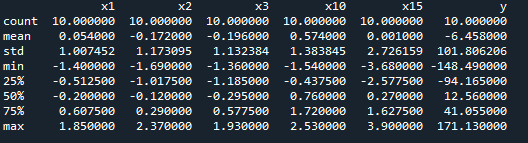 x1 x2 x3 x10 x15 y
count 10.000000 10.000000 10.000000 10.000000 10.000000 10.000000
mean 0.054000 -0.172000 -0.196000 0.574000 0.001000 -6.458000
std 1.007452 1.173095 1.132384 1.383845 2.726159 101.806206
min -1.400000 -1.690000 -1.360000 -1.540000 -3.680000 -148.490000
25% -0.512500 -1.017500 -1.185000 -0.437500 -2.577500 -94.165000
50% -0.200000 -0.120000 -0.295000 0.760000 0.270000 12.560000
75% 0.607500 0.290000 0.577500 1.720000 1.627500 41.055000
max 1.850000 2.370000 1.930000 2.530000 3.900000 171.130000